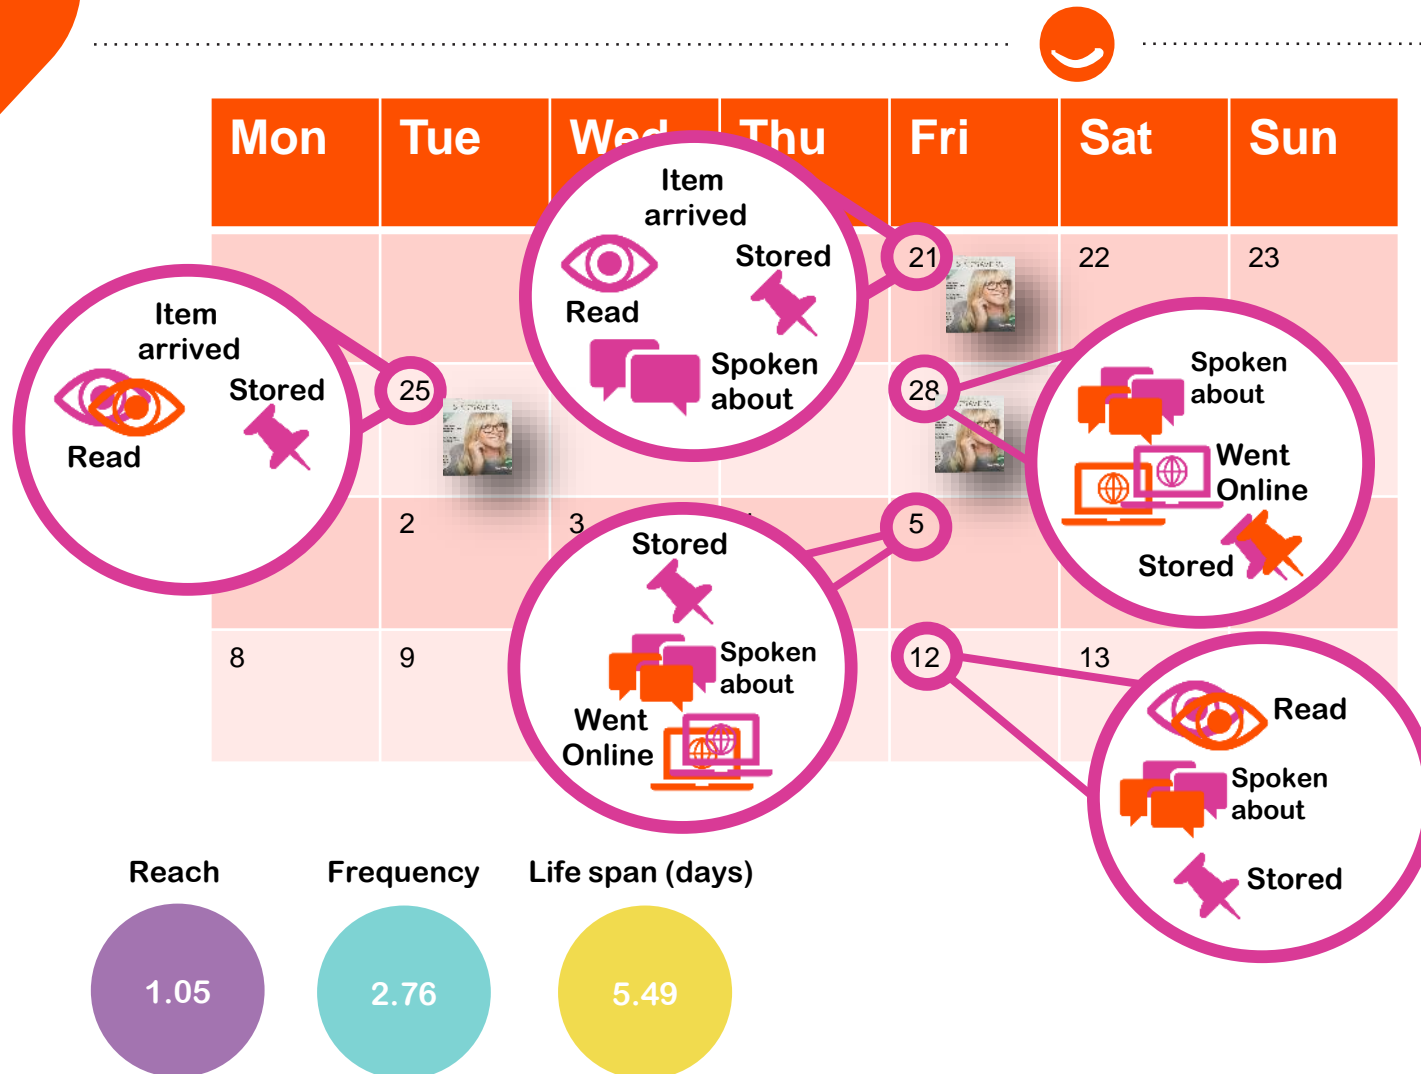 Mon Tue Wed Thu Fri Sat Sun
Item
arrived
Stored
Read
Spoken
about
21
22
23
Item
arrived
Stored
Read
25
28
Spoken
about
Went
Online
Stored
2
3
5
Stored
Spoken
about
Went
Online
8
9
12
13
Read
Spoken
about
Stored
Reach Frequency Life span (days)
1.05 2.76 5.49